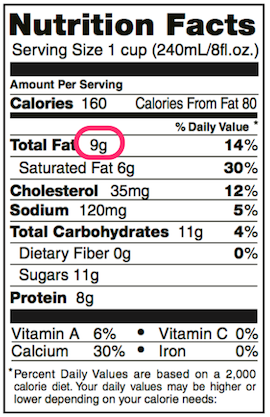 Nutrition Facts
Serving Size 1 cup (240mL/8fl.oz.)
Amount Per Serving
Calories 160 Calories From Fat 80
% Daily Value *
Total Fat 9g 14%
Saturated Fat 6g 30%
Cholesterol 35mg 12%
Sodium 120mg 5%
Total Carbohydrates 11g 4%
Dietary Fiber 0g 0%
Sugars 11g
Protein 8g
Vitamin A 6% • Vitamin C 0%
Calcium 30% • Iron 0%
*Percent Daily Values are based on a 2,000
calorie diet. Your daily values may be higher or
lower depending on your calorie needs: